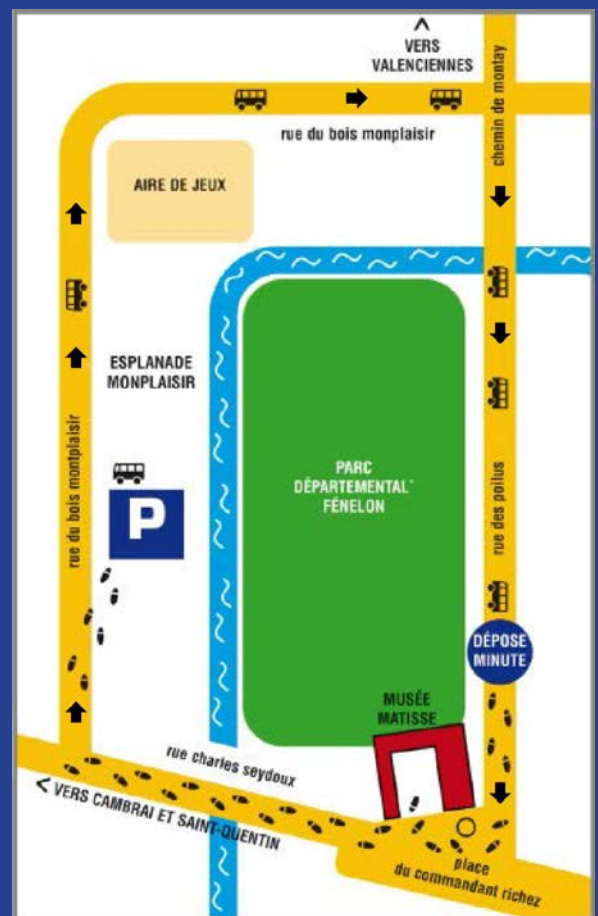 VERS
VALENCIENNES
chemin de montay
rue du bois monplaisir
AIRE DE JEUX
ESPLANADE
MONPLAISIR
rue du bois montplaisir
P
PARC
DÉPARTEMENTAL
FÉNELON
rue des poilus
DÉPOSE
MINUTE
MUSÉE
MATISSE
rue charles seydoux
< VERS CAMBRAI ET SAINT-QUENTIN
place
du commandant richez